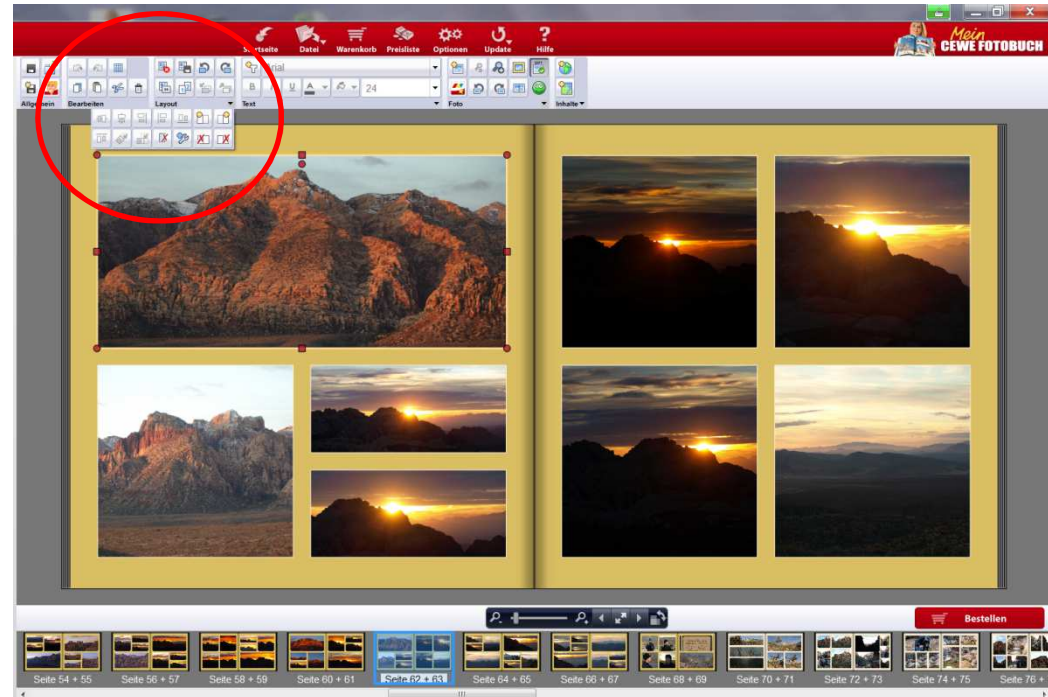 Mein
CEWE FOTOBUCH
Startseite Datei Warenkorb Preisliste Optionen Update Hilfe
Arial
B U A 24
Allgemein Bearbeiten Layout Text Foto Inhalte
Bestellen
Seite 54 + 55 Seite 56 + 57 Seite 58 + 59 Seite 60 + 61 Seite 62 + 63 Seite 64 + 65 Seite 66 + 67 Seite 68 + 69 Seite 70 + 71 Seite 72 + 73 Seite 74 + 75 Seite 76 +